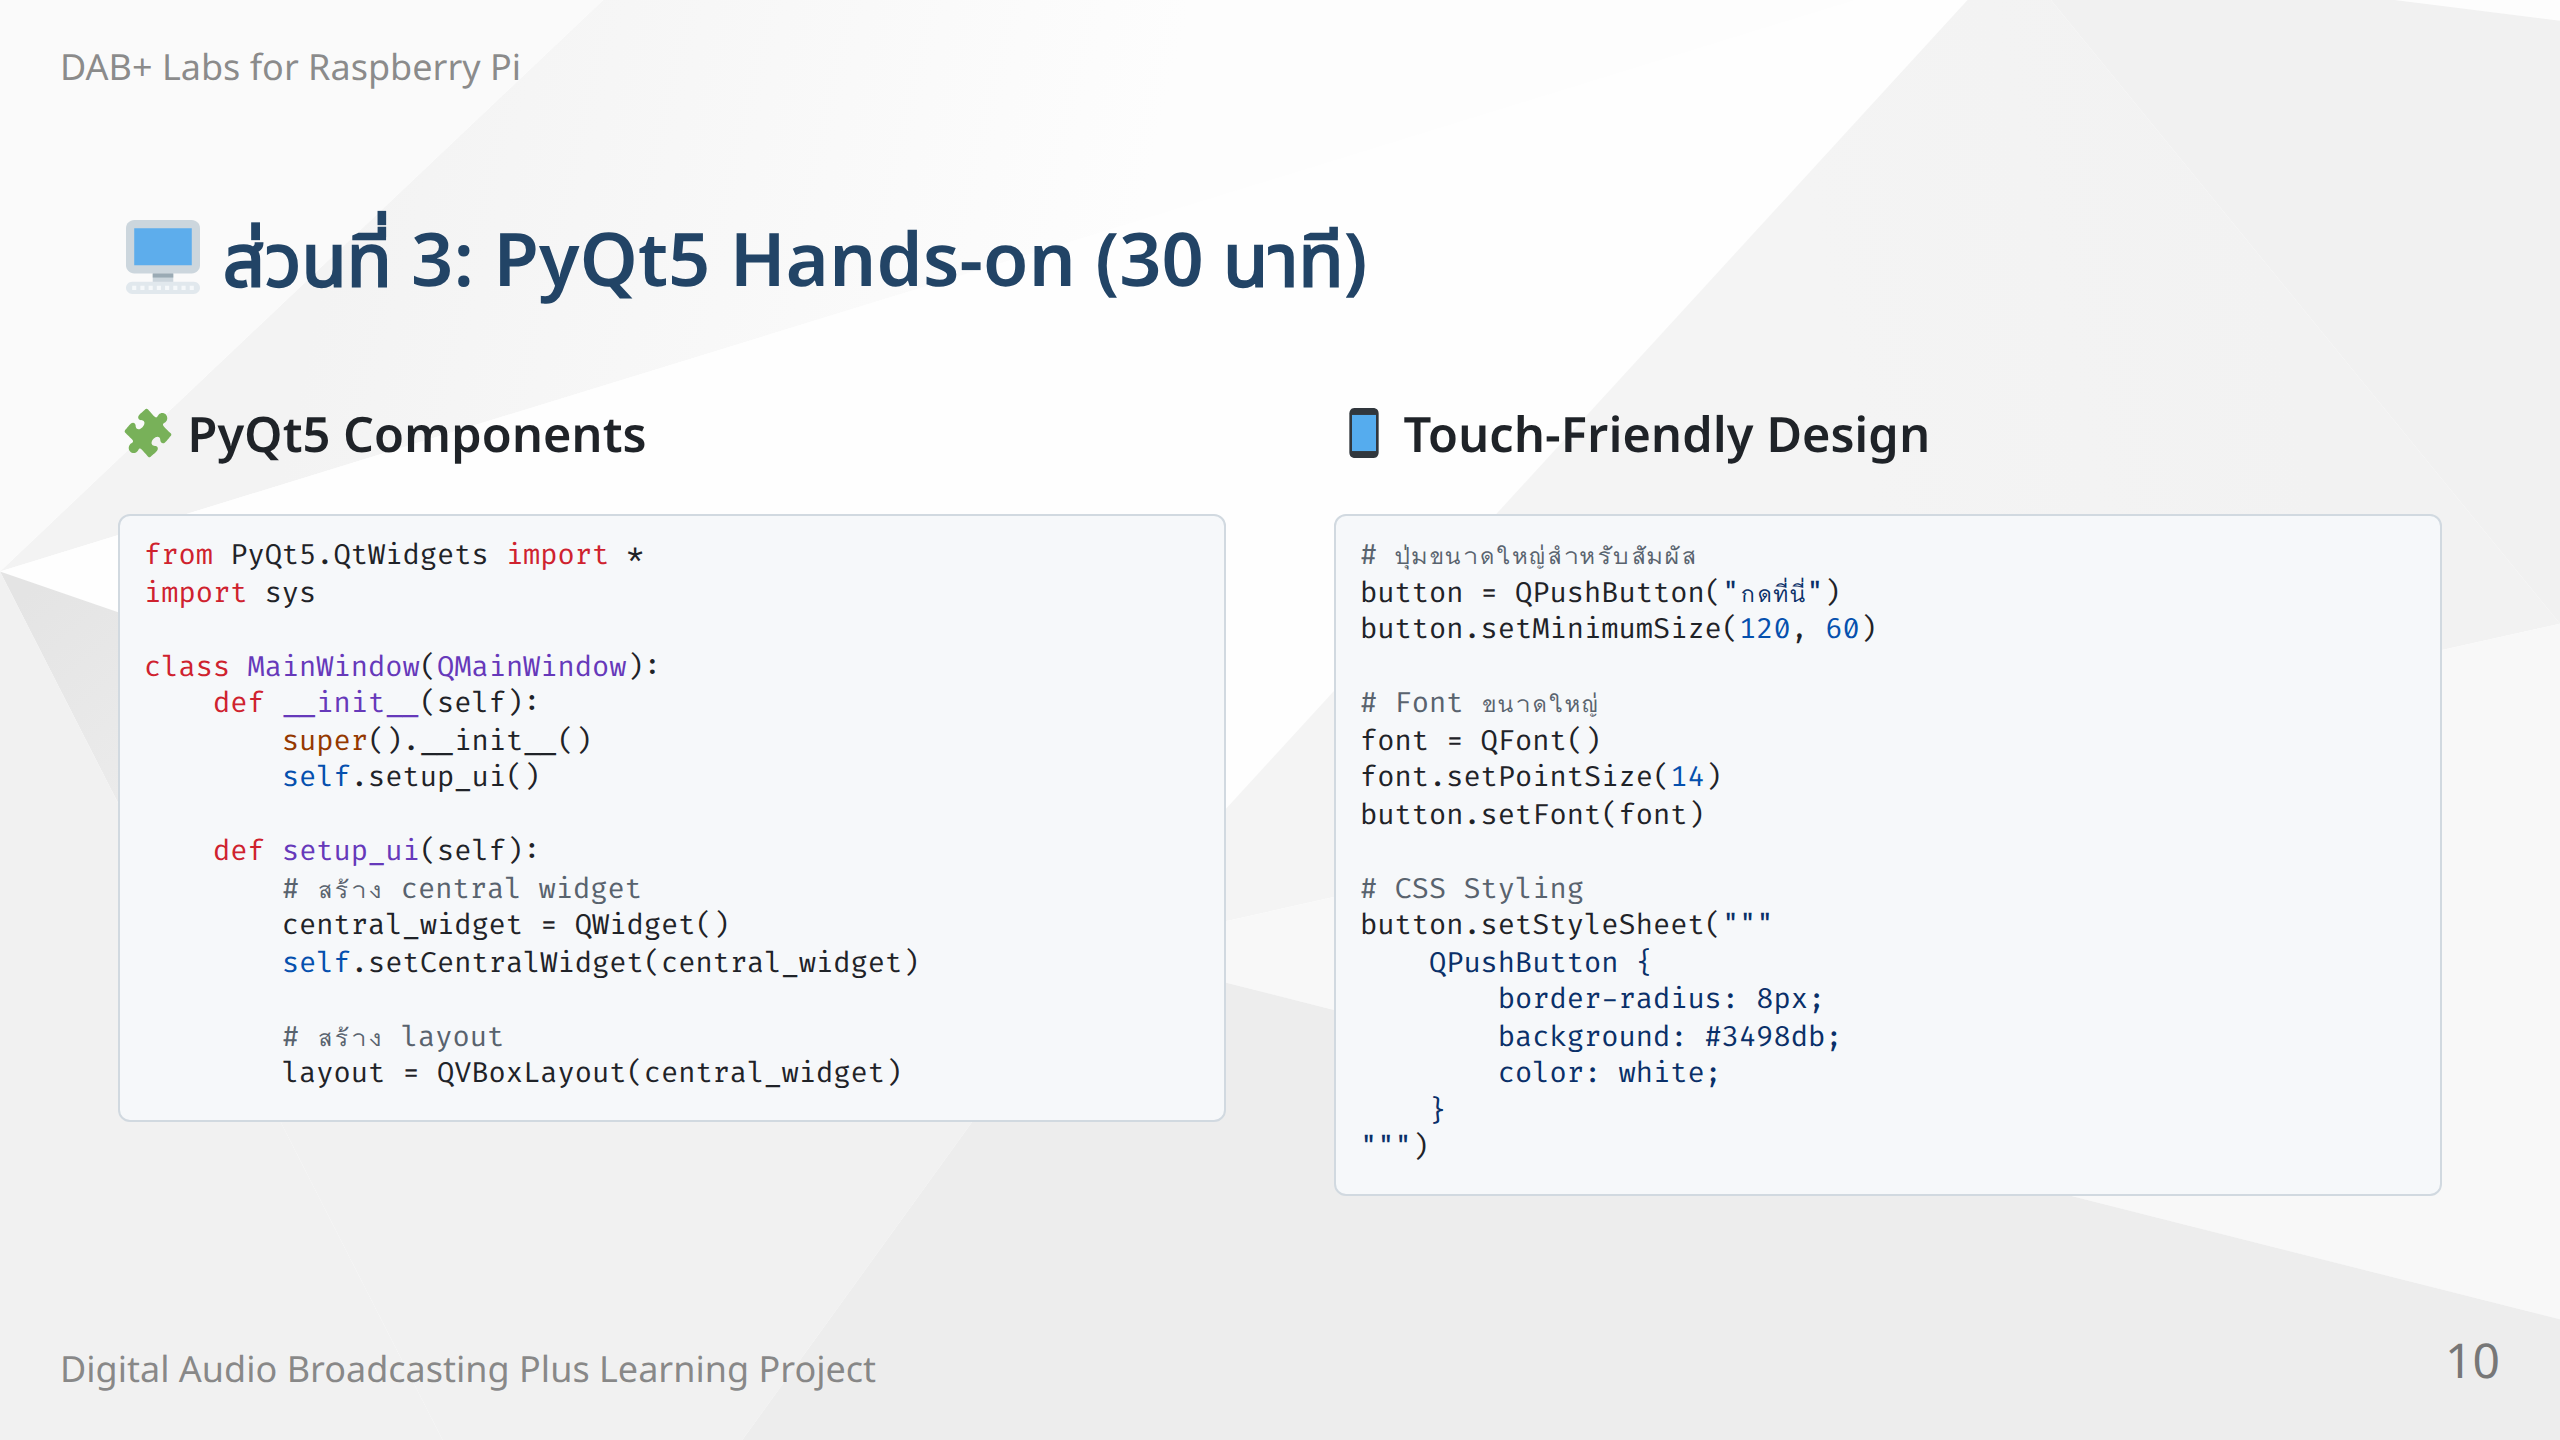 DAB+ Labs for Raspberry Pi
ส่วนที่ 3: PyQt5 Hands-on (30 นาที)
PyQt5 Components
from PyQt5.QtWidgets import *
import sys

class MainWindow(QMainWindow):
    def __init__(self):
        super().__init__()
        self.setup_ui()

    def setup_ui(self):
        # สร้าง central widget
        central_widget = QWidget()
        self.setCentralWidget(central_widget)

        # สร้าง layout
        layout = QVBoxLayout(central_widget)
Touch-Friendly Design
# ปุ่มขนาดใหญ่สำหรับสัมผัส
button = QPushButton("กดที่นี่")
button.setMinimumSize(120, 60)

# Font ขนาดใหญ่
font = QFont()
font.setPointSize(14)
button.setFont(font)

# CSS Styling
button.setStyleSheet("""
    QPushButton {
        border-radius: 8px;
        background: #3498db;
        color: white;
    }
""")
Digital Audio Broadcasting Plus Learning Project
10